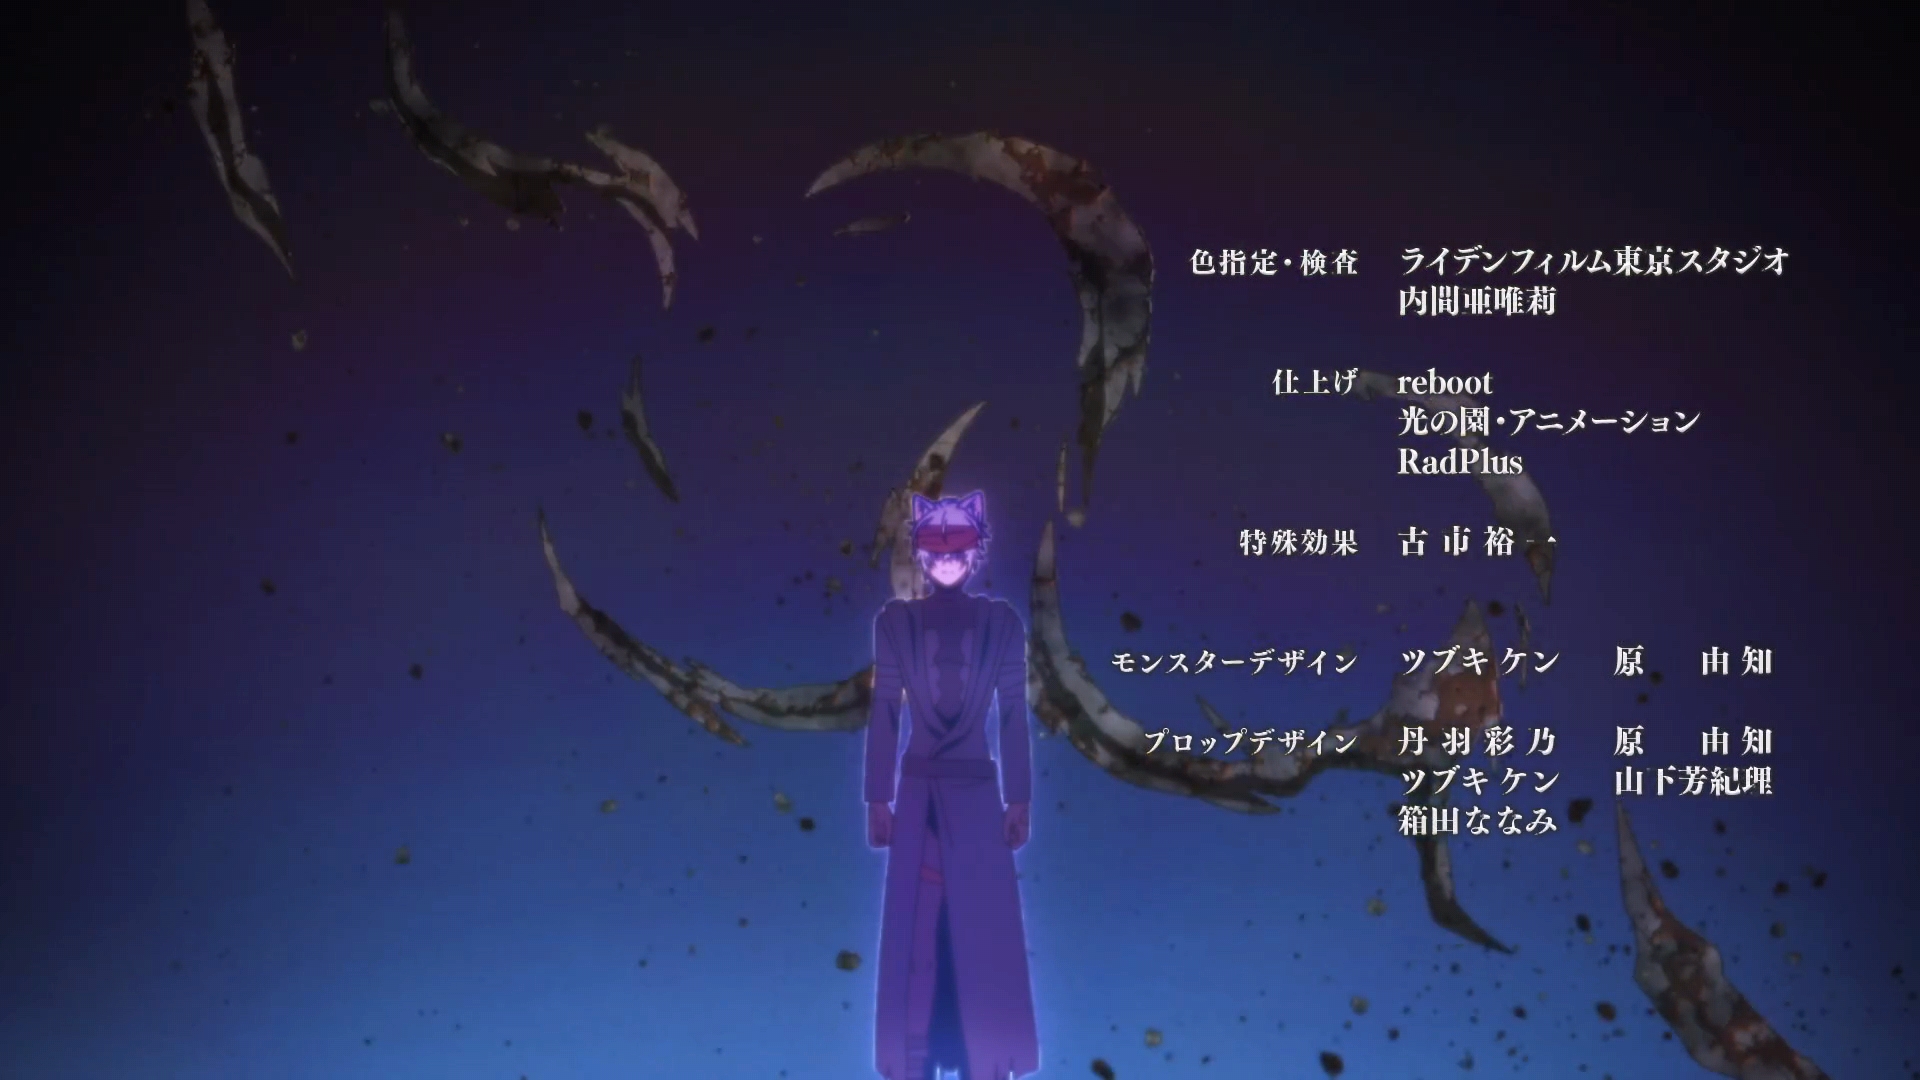 色指定・検査 ライデンフィルム東京スタジオ
内間亜唯莉
仕上げ reboot
光の園・アニメーション
RadPlus
特殊効果 古市裕一
モンスターデザイン ツブキケン 原 由知
プロップデザイン 丹羽彩乃 原 由知
ツブキケン 山下芳紀理
箱田ななみ